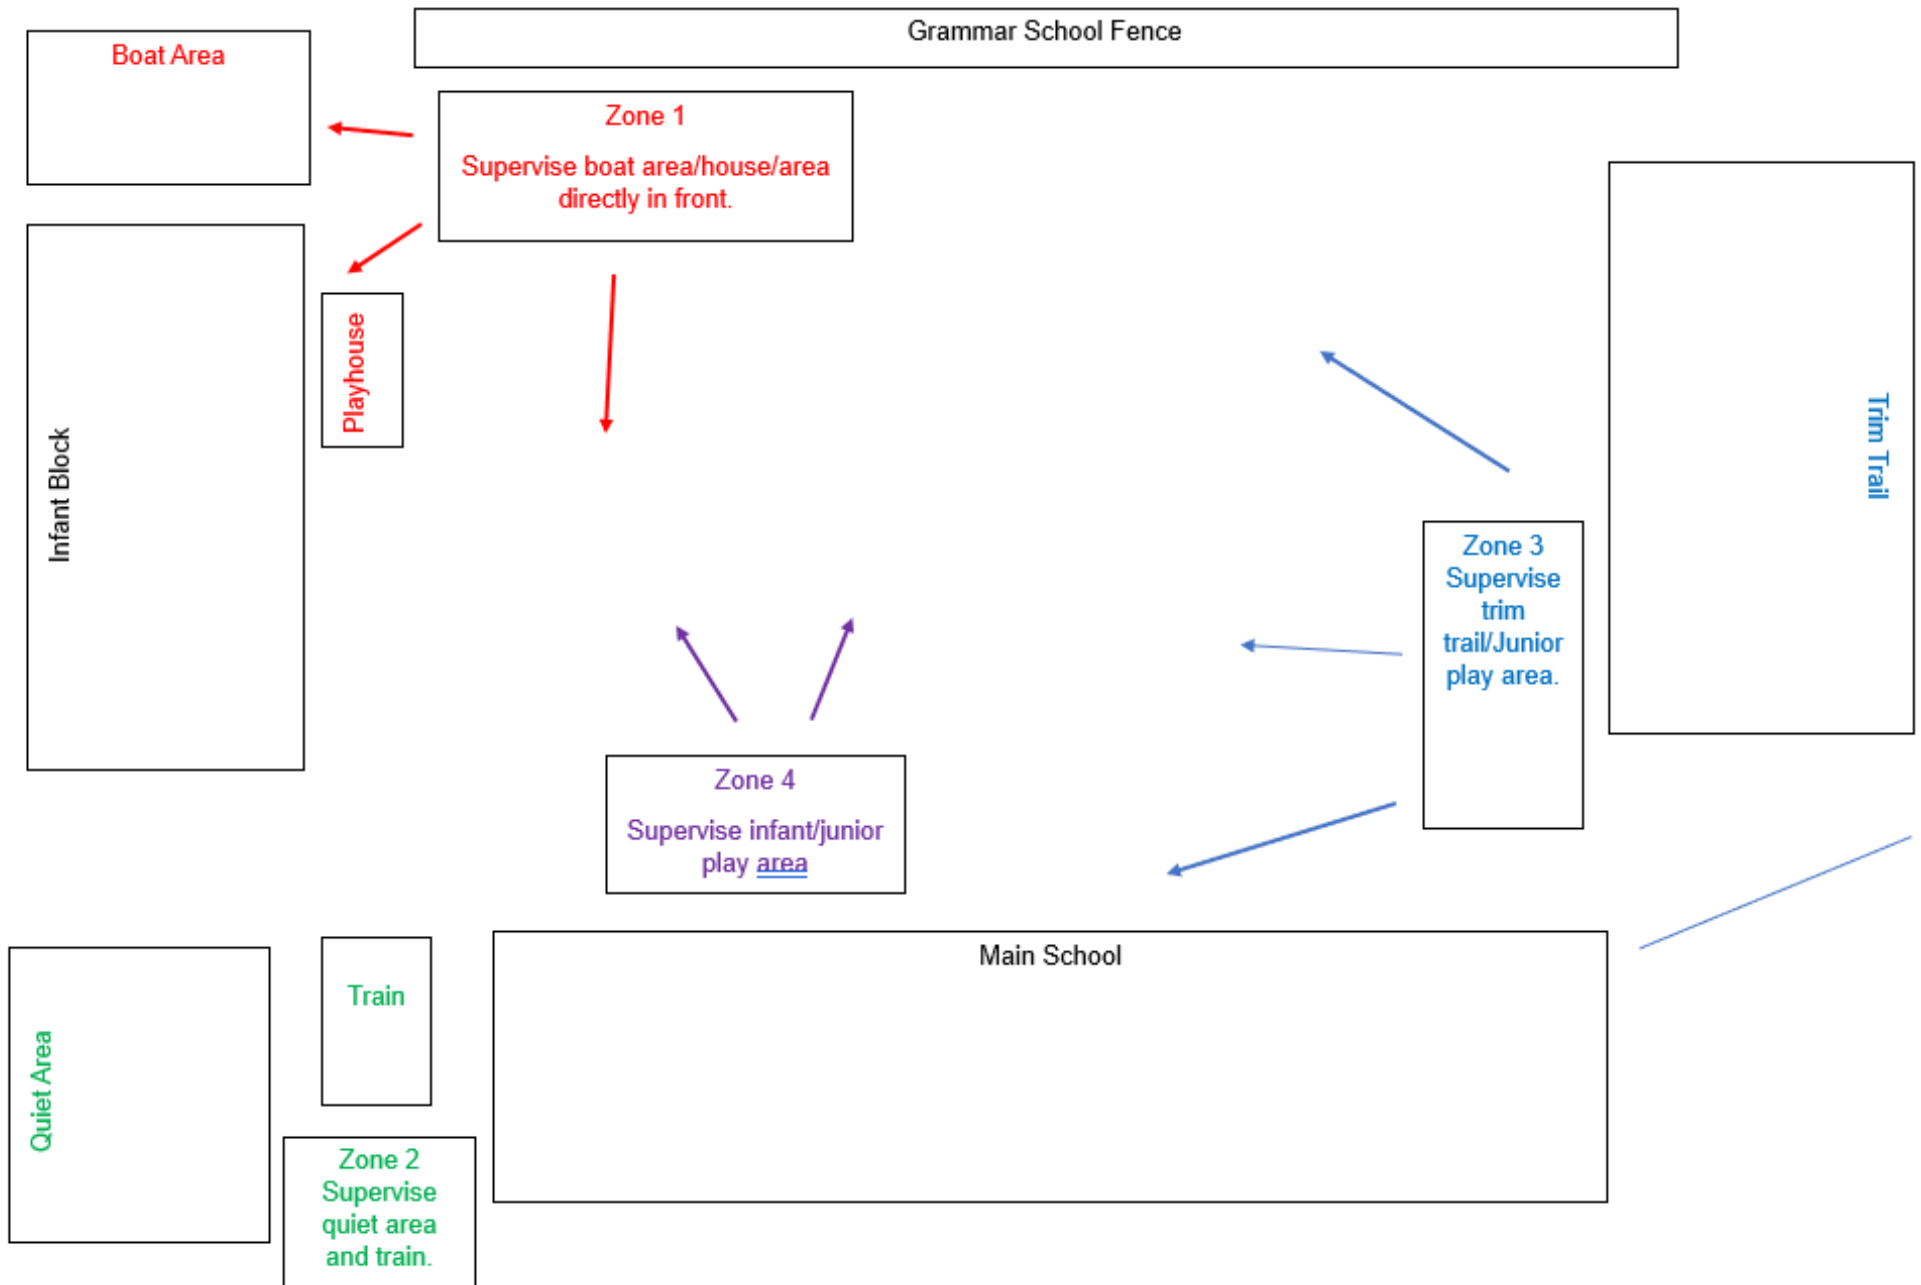 Grammar School Fence
Boat Area
Zone 1
Supervise boat area/house/area
directly in front.
Playhouse
Infant Block
Trim Trail
Zone 3
Supervise
trim
trail/Junior
play area.
Zone 4
Supervise infant/junior
play area
Main School
Train
Quiet Area
Zone 2
Supervise
quiet area
and train.